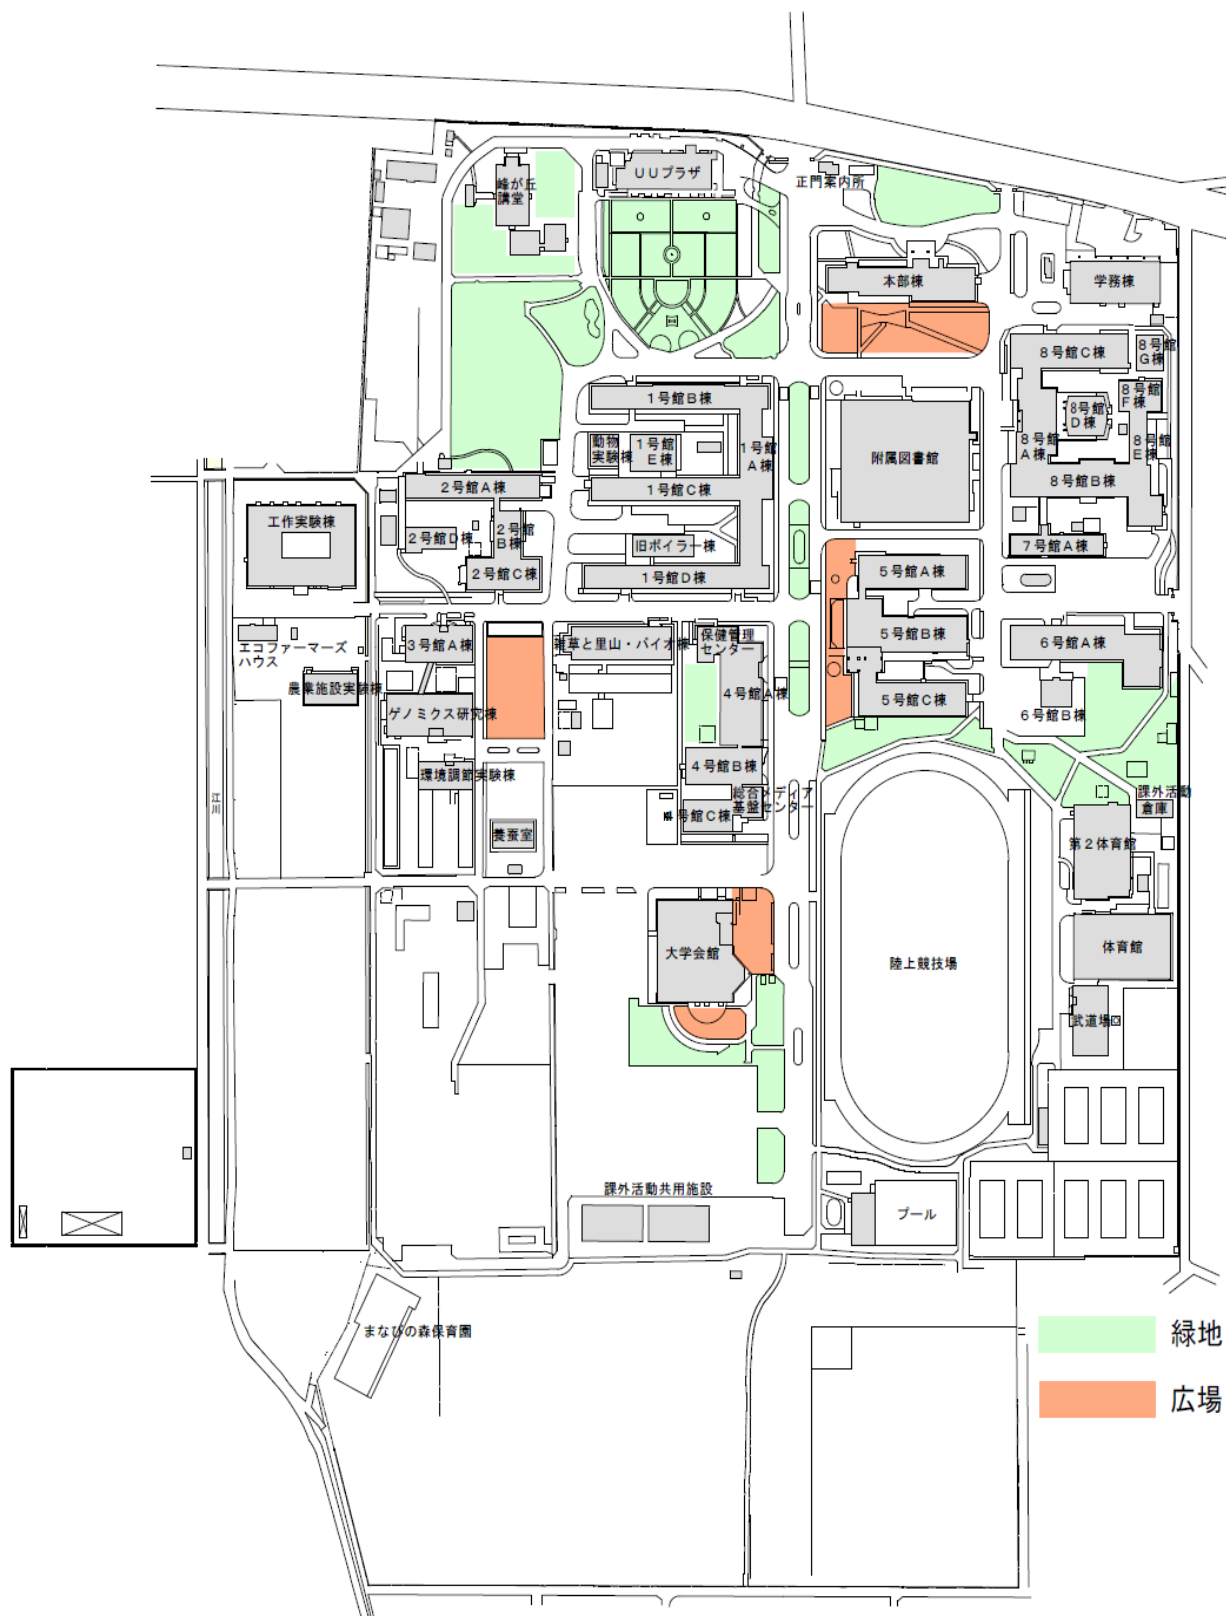 UUプラザ
峰が丘
講堂
正門案内所
本部棟
学務棟
8号館C棟
8号館
G棟
8号館
F棟
8号館
D棟
8号館
A棟
8号館
E棟
8号館B棟
1号館B棟
動物
実験棟
1号館
E棟
1号館
A棟
1号館C棟
附属図書館
2号館A棟
工作実験棟
2号館D棟
2号館
B棟
2号館C棟
旧ボイラー棟
1号館D棟
7号館A棟
5号館A棟
エコファーマーズ
ハウス
3号館A棟
雑草と里山・バイオ棟
保健管理
センター
5号館B棟
6号館A棟
農業施設実験棟
4号館A棟
5号館C棟
ゲノミクス研究棟
6号館B棟
環境調節実験棟
4号館B棟
江川
総合メディア
基盤センター
号館C棟
課外活動
倉庫
養蚕室
第2体育館
大学会館
体育館
陸上競技場
武道場
課外活動共用施設
プール
まなびの森保育園
緑地
広場